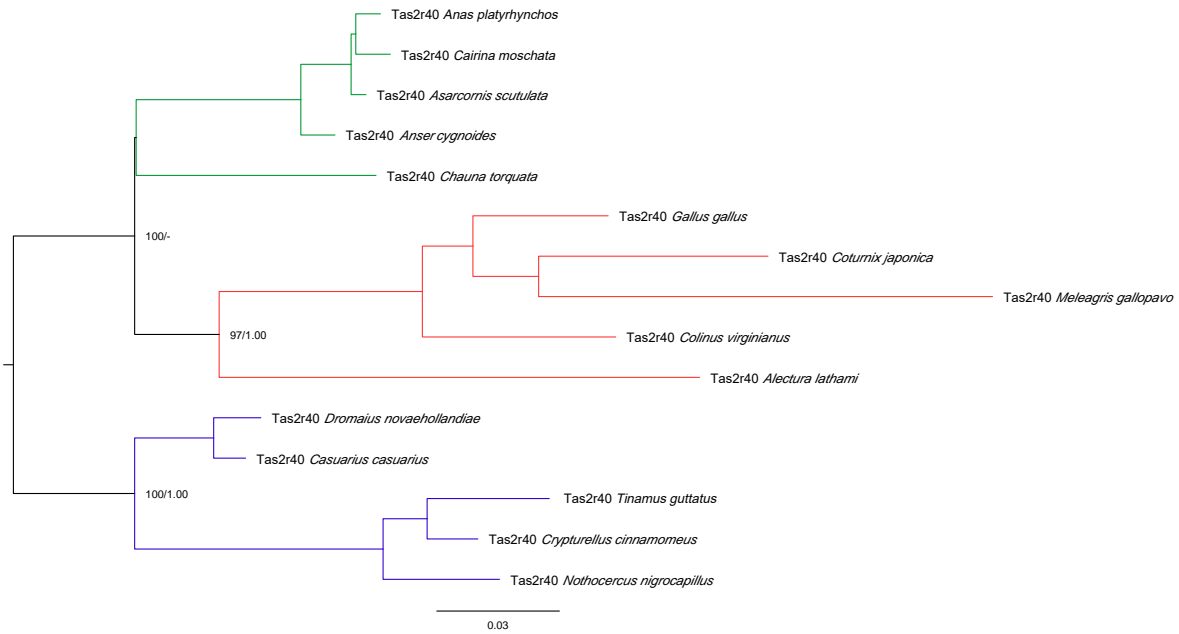 Tas2r40 Anas platyrhynchos
Tas2r40 Cairina moschata
Tas2r40 Asarcornis scutulata
Tas2r40 Anser cygnoides
Tas2r40 Chauna torquata
Tas2r40 Gallus gallus
100/-
Tas2r40 Coturnix japonica
Tas2r40 Meleagris gallopavo
97/1.00
Tas2r40 Colinus virginianus
Tas2r40 Alectura lathami
Tas2r40 Dromaius novaehollandiae
Tas2r40 Casuarius casuarius
100/1.00
Tas2r40 Tinamus guttatus
Tas2r40 Crypturellus cinnamomeus
Tas2r40 Nothocercus nigrocapillus
0.03